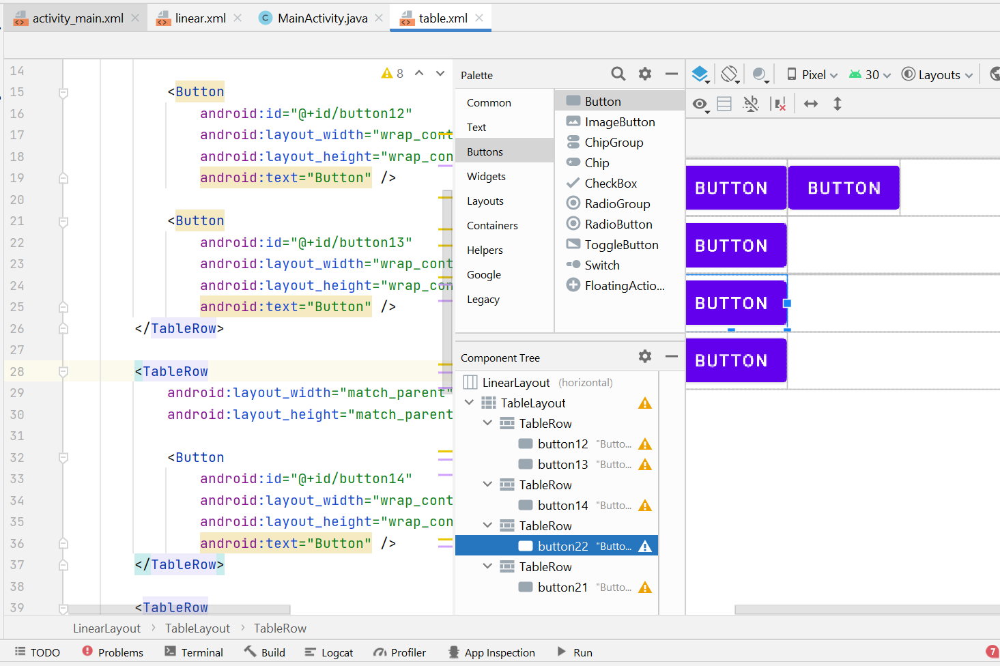 activity_main.xml
linear.xml
MainActivity.java
table.xml
8
14
15 <Button
16 android:id="@+id/button12"
17 android:layout_width="wrap_cont
18 android:layout_height="wrap_con
19 android:text="Button" />
20
21 <Button
22 android:id="@+id/button13"
23 android:layout_width="wrap_cont
24 android:layout_height="wrap_con
25 android:text="Button" />
26 </TableRow>
27
28 <TableRow
29 android:layout_width="match_parent"
30 android:layout_height="match_parent
31
32 <Button
33 android:id="@+id/button14"
34 android:layout_width="wrap_cont
35 android:layout_height="wrap_con
36 android:text="Button" />
37 </TableRow>
38
39 <TableRow
Palette
Common
Text
Buttons
Widgets
Layouts
Containers
Helpers
Google
Legacy
Button
ImageButton
ChipGroup
Chip
CheckBox
RadioGroup
RadioButton
ToggleButton
Switch
FloatingActio...
Component Tree
LinearLayout (horizontal)
TableLayout
TableRow
button12 "Butto...
button13 "Butto...
TableRow
button14 "Butto...
TableRow
button22 "Butto...
TableRow
button21 "Butto...
Pixel
30
Layouts
ab
BUTTON BUTTON
BUTTON
BUTTON
BUTTON
LinearLayout › TableLayout › TableRow
TODO
Problems
Terminal
Build
Logcat
Profiler
App Inspection
Run
7